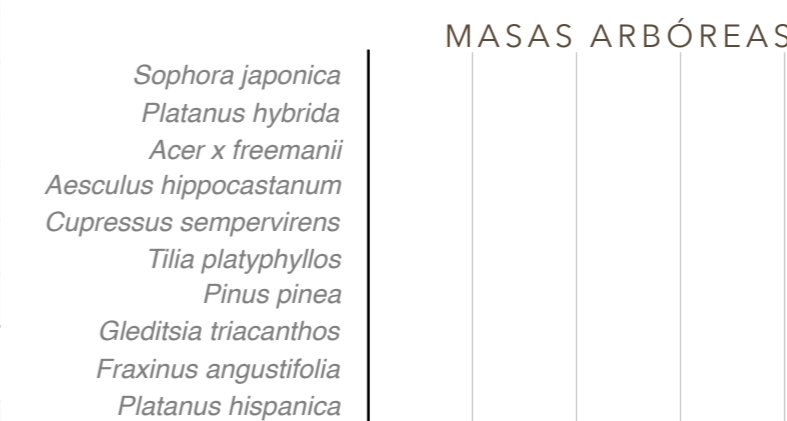 MASAS ARBÓREAS
Sophora japonica
Platanus hybrida
Acer x freemanii
Aesculus hippocastanum
Cupressus sempervirens
Tilia platyphyllos
Pinus pinea
Gleditsia triacanthos
Fraxinus angustifolia
Platanus hispanica